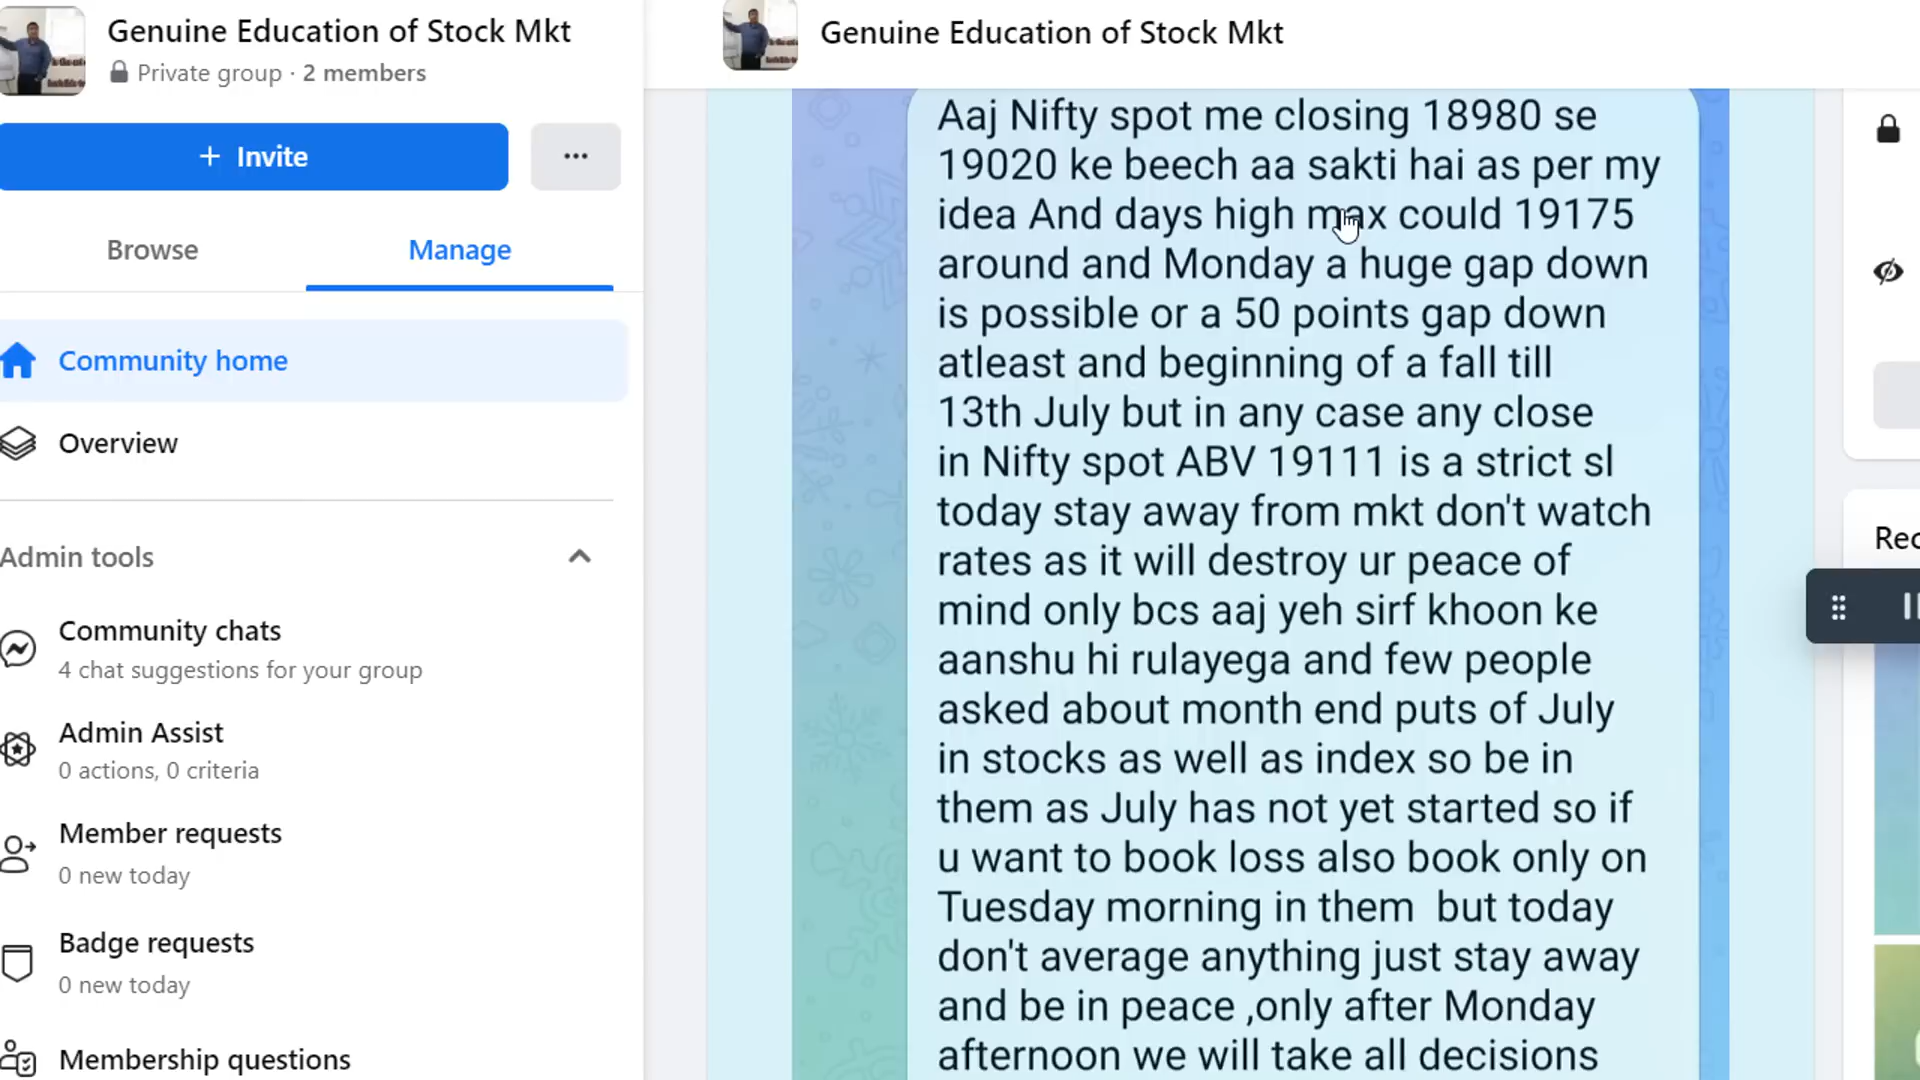 Genuine Education of Stock Mkt
Private group · 2 members
+ Invite
Browse
Manage
Community home
Overview
Admin tools
Community chats
4 chat suggestions for your group
Admin Assist
0 actions, 0 criteria
Member requests
0 new today
Badge requests
0 new today
Membership questions
Genuine Education of Stock Mkt
Aaj Nifty spot me closing 18980 se
19020 ke beech aa sakti hai as per my
idea And days high max could 19175
around and Monday a huge gap down
is possible or a 50 points gap down
atleast and beginning of a fall till
13th July but in any case any close
in Nifty spot ABV 19111 is a strict sl
today stay away from mkt don't watch
rates as it will destroy ur peace of
mind only bcs aaj yeh sirf khoon ke
aanshu hi rulayega and few people
asked about month end puts of July
in stocks as well as index so be in
them as July has not yet started so if
u want to book loss also book only on
Tuesday morning in them  but today
don't average anything just stay away
and be in peace ,only after Monday
afternoon we will take all decisions